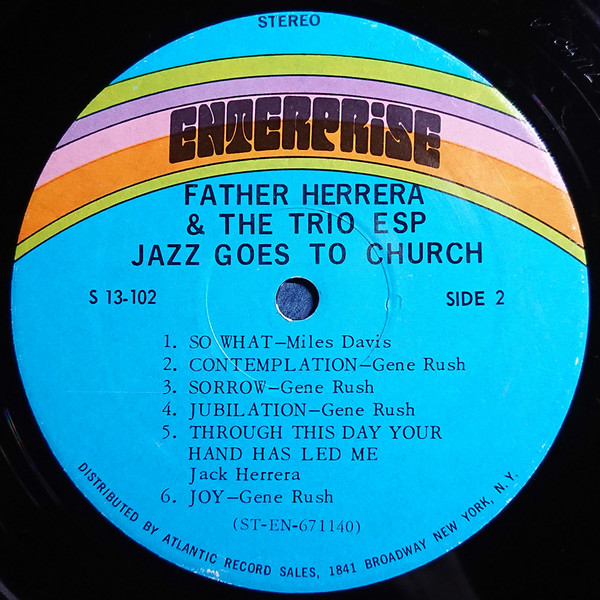 STEREO
ENTERPRISE
FATHER HERRERA
& THE TRIO ESP
JAZZ GOES TO CHURCH
S 13-102
SIDE 2
1. SO WHAT—Miles Davis
2. CONTEMPLATION—Gene Rush
3. SORROW—Gene Rush
4. JUBILATION—Gene Rush
5. THROUGH THIS DAY YOUR
HAND HAS LED ME
Jack Herrera
6. JOY—Gene Rush
(ST-EN-671140)
DISTRIBUTED BY ATLANTIC RECORD SALES, 1841 BROADWAY NEW YORK, N. Y.